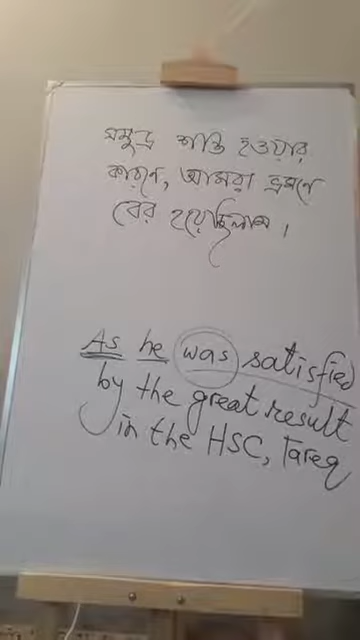 সমুদ্র শান্ত হওয়ার
কারণে, আমরা ভ্রমণে
বের হয়েছিলাম।
As he was satisfied
by the great result
in the HSC, Tareq